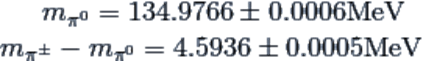 m_{π^0} = 134.9766 ± 0.0006MeV
m_{π^±} − m_{π^0} = 4.5936 ± 0.0005MeV